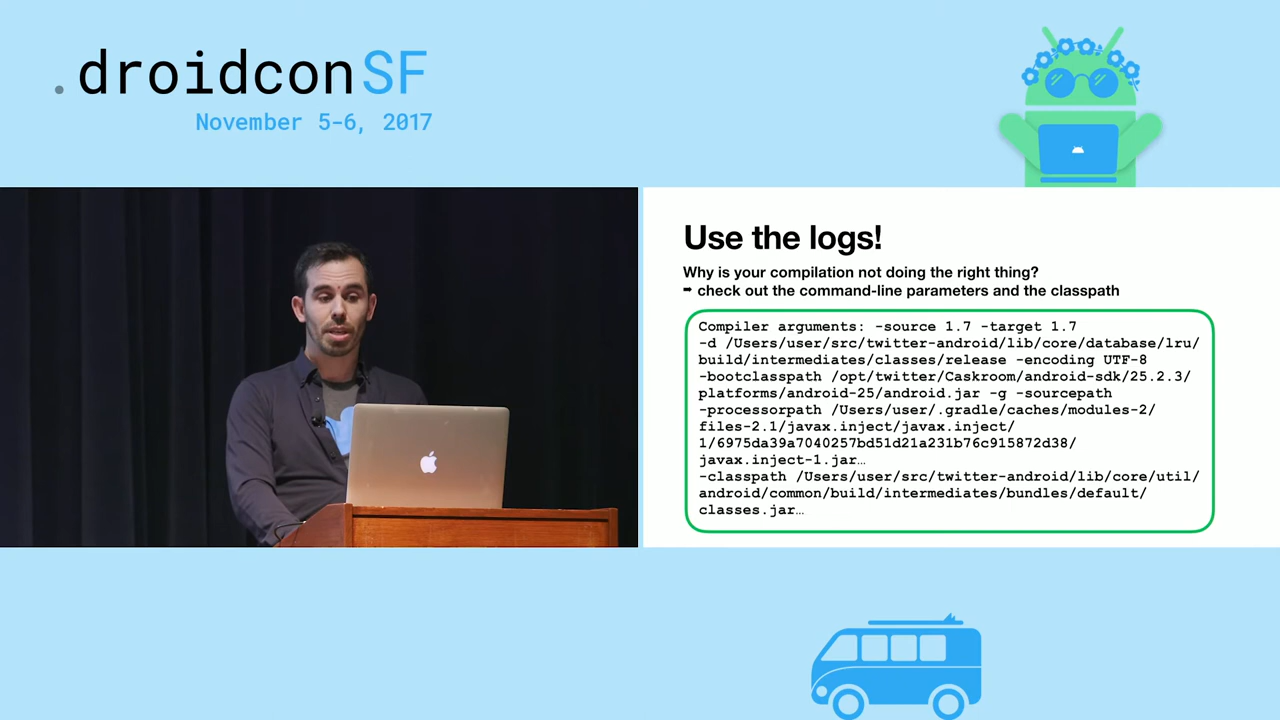 .droidconSF
November 5-6, 2017
Use the logs!
Why is your compilation not doing the right thing?
➡ check out the command-line parameters and the classpath
Compiler arguments: -source 1.7 -target 1.7
-d /Users/user/src/twitter-android/lib/core/database/lru/
build/intermediates/classes/release -encoding UTF-8
-bootclasspath /opt/twitter/Caskroom/android-sdk/25.2.3/
platforms/android-25/android.jar -g -sourcepath
-processorpath /Users/user/.gradle/caches/modules-2/
files-2.1/javax.inject/javax.inject/
1/6975da39a7040257bd51d21a231b76c915872d38/
javax.inject-1.jar…
-classpath /Users/user/src/twitter-android/lib/core/util/
android/common/build/intermediates/bundles/default/
classes.jar…